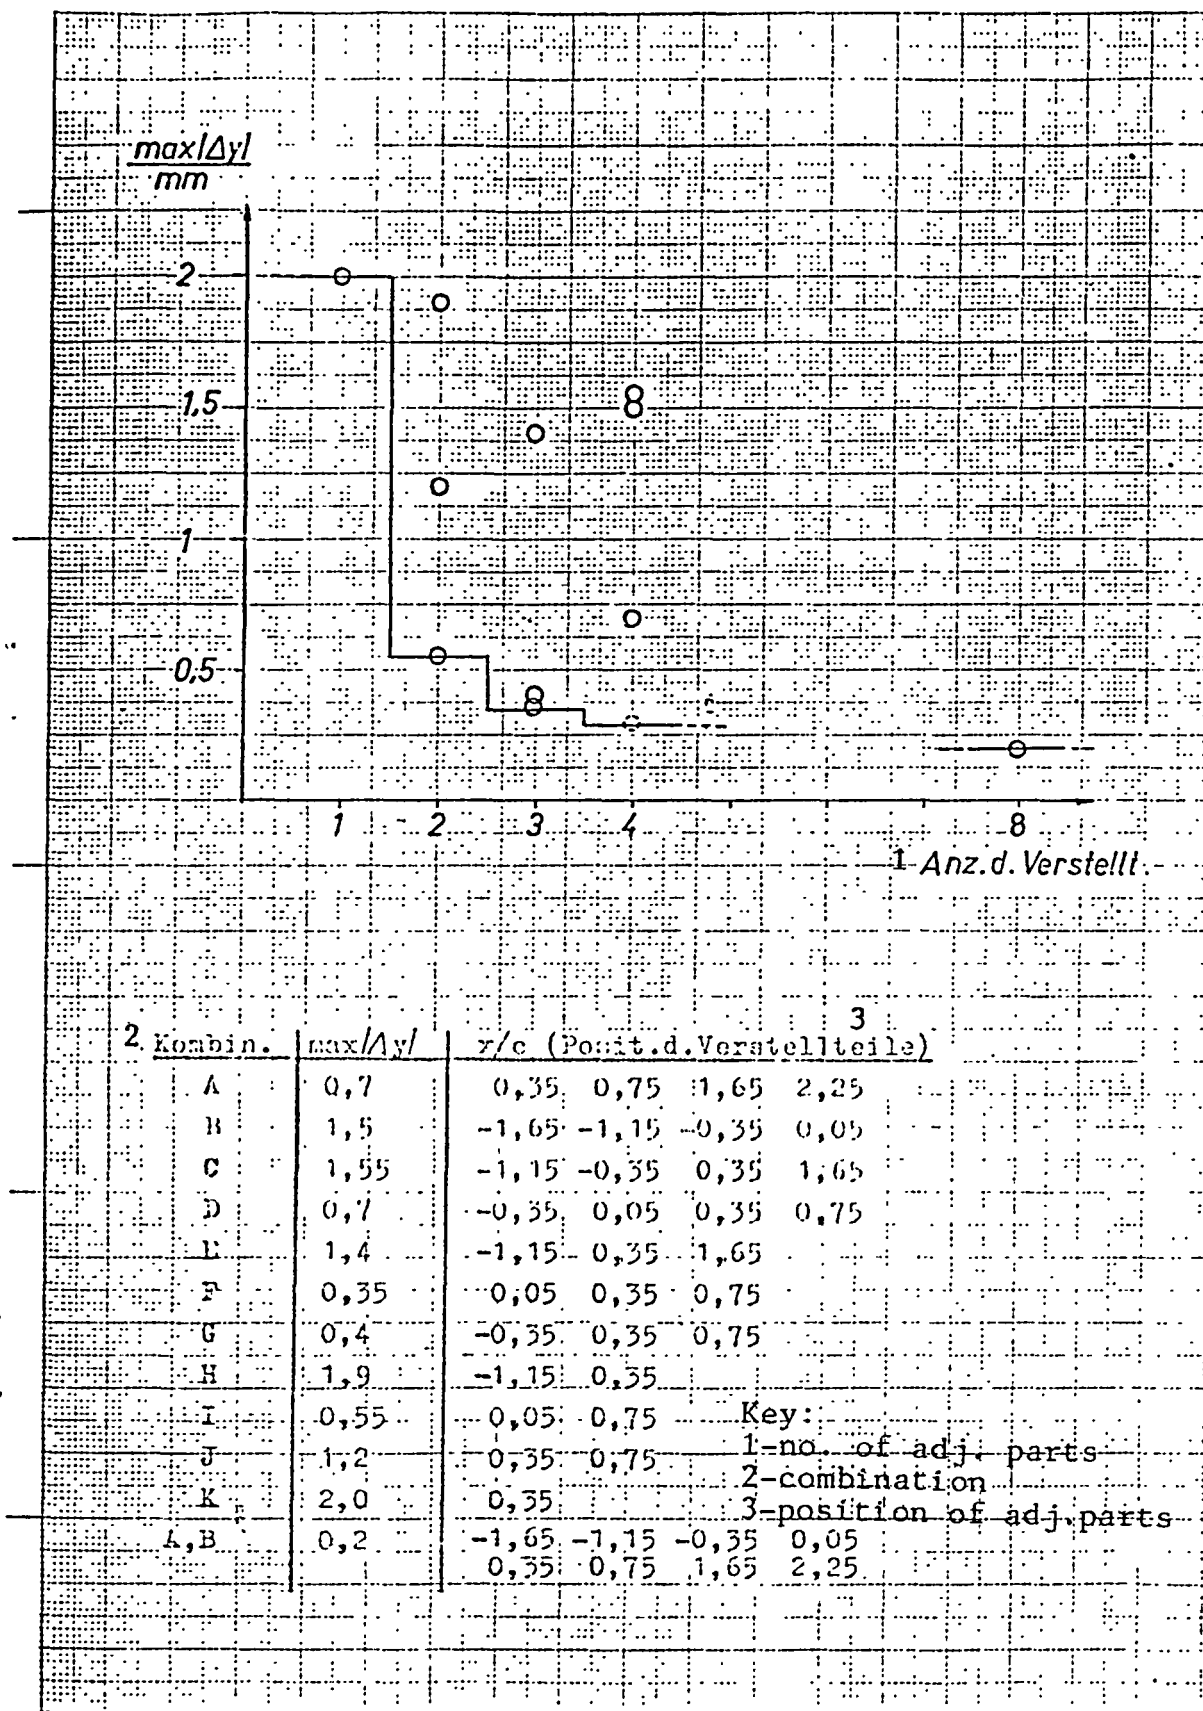 max|Δy|
mm
2
1,5
1
0,5
1 2 3 4 8
1 Anz.d.Verstellt.
3
2 Kombin. max|Δy| x/c (Posit.d.Verstellteile)
A 0,7 0,35 0,75 1,65 2,25
B 1,5 -1,65 -1,15 -0,35 0,05
C 1,55 -1,15 -0,35 0,35 1,65
D 0,7 -0,35 0,05 0,35 0,75
E 1,4 -1,15 0,35 1,65
F 0,35 0,05 0,35 0,75
G 0,4 -0,35 0,35 0,75
H 1,9 -1,15 0,35
I 0,55 0,05 0,75
J 1,2 0,35 0,75
K 2,0 0,35
A,B 0,2 -1,65 -1,15 -0,35 0,05
0,35 0,75 1,65 2,25
Key:
1-no. of adj. parts
2-combination
3-position of adj.parts